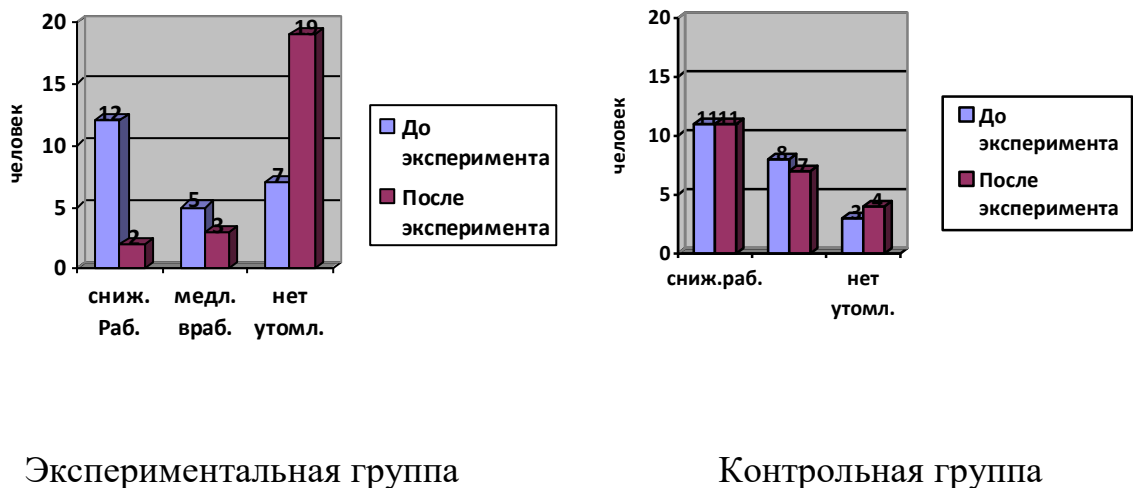 20
15
10
5
0
человек
12
2
5
3
7
19
сниж.
Раб.
медл.
враб.
нет
утомл.
До
эксперимента
После
эксперимента
20
15
10
5
0
человек
11
11
8
7
3
4
сниж.раб.
нет
утомл.
До
эксперимента
После
эксперимента
Экспериментальная группа
Контрольная группа